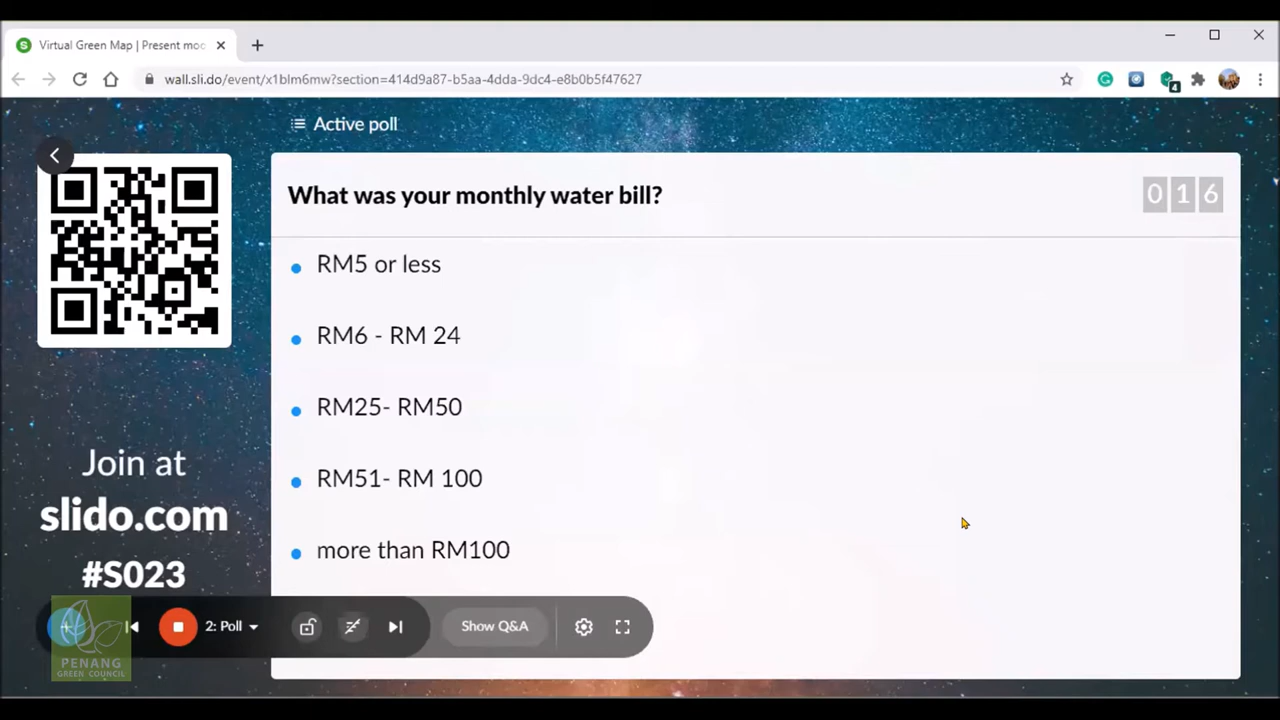 Virtual Green Map | Present moc
wall.sli.do/event/x1blm6mw?section=414d9a87-b5aa-4dda-9dc4-e8b0b5f47627
4
Active poll
What was your monthly water bill?
016
RM5 or less
RM6 - RM 24
RM25- RM50
RM51- RM 100
more than RM100
Join at
slido.com
#S023
2: Poll
Show Q&A
PENANG
GREEN COUNCIL